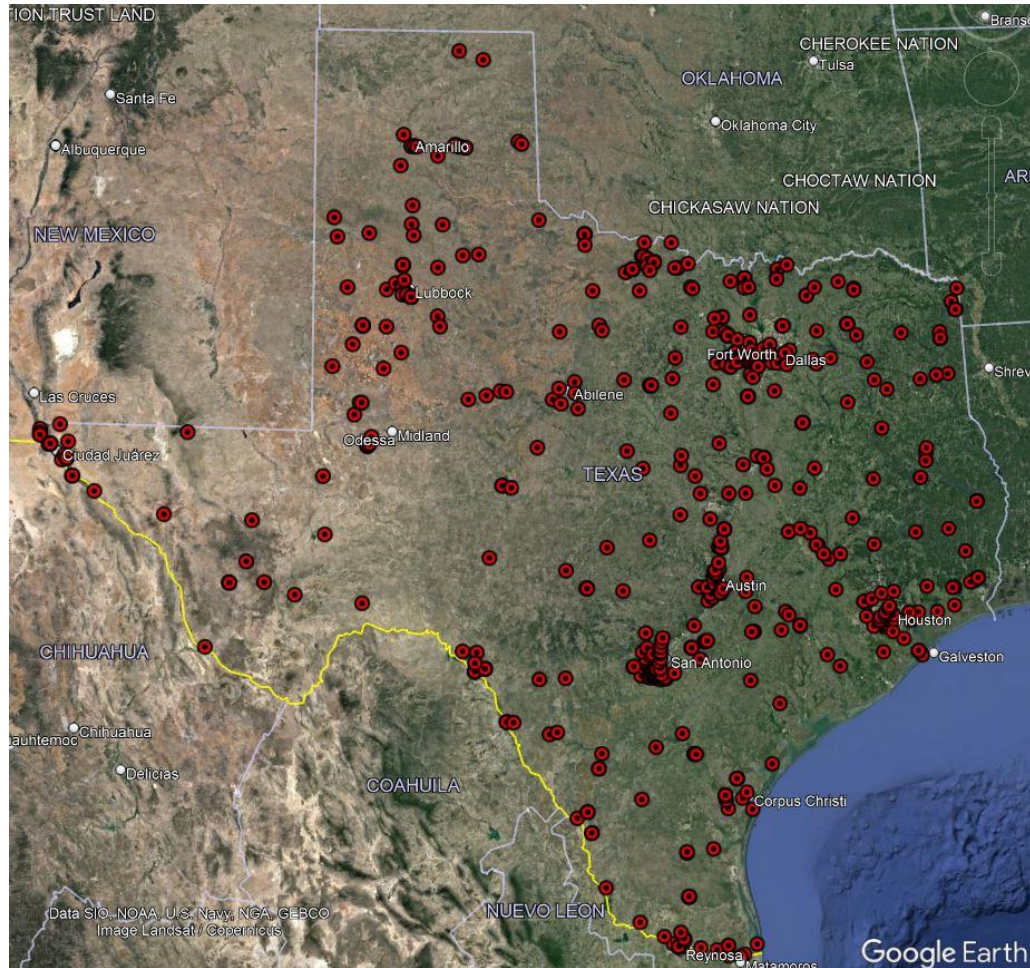 TION TRUST LAND
Brans
CHEROKEE NATION
Tulsa
OKLAHOMA
Santa Fe
Oklahoma City
Albuquerque
Amarillo
CHOCTAW NATION
AR
CHICKASAW NATION
NEW MEXICO
Lubbock
Fort Worth
Dallas
Shrev
Las Cruces
Abilene
Odessa
Midland
Ciudad Juárez
TEXAS
Austin
Houston
CHIHUAHUA
San Antonio
Galveston
Chihuahua
uauhtemoc
Delicias
COAHUILA
Corpus Christi
Data SIO, NOAA, U.S. Navy, NGA, GEBCO
NUEVO LEON
Image Landsat / Copernicus
Reynosa
Google Earth
Matamoros